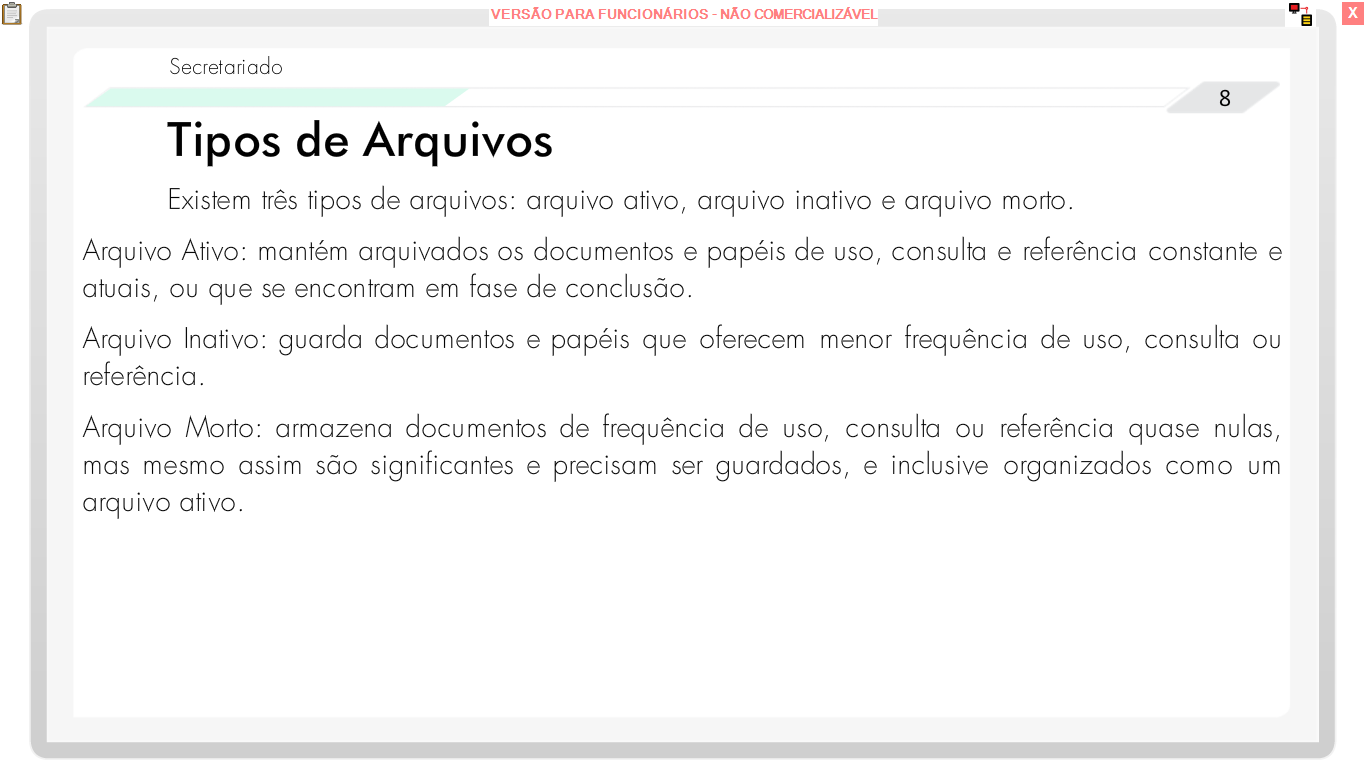 VERSÃO PARA FUNCIONÁRIOS - NÃO COMERCIALIZÁVEL
X
Secretariado
8
Tipos de Arquivos
Existem três tipos de arquivos: arquivo ativo, arquivo inativo e arquivo morto.
Arquivo Ativo: mantém arquivados os documentos e papéis de uso, consulta e referência constante e
atuais, ou que se encontram em fase de conclusão.
Arquivo Inativo: guarda documentos e papéis que oferecem menor frequência de uso, consulta ou
referência.
Arquivo Morto: armazena documentos de frequência de uso, consulta ou referência quase nulas,
mas mesmo assim são significantes e precisam ser guardados, e inclusive organizados como um
arquivo ativo.